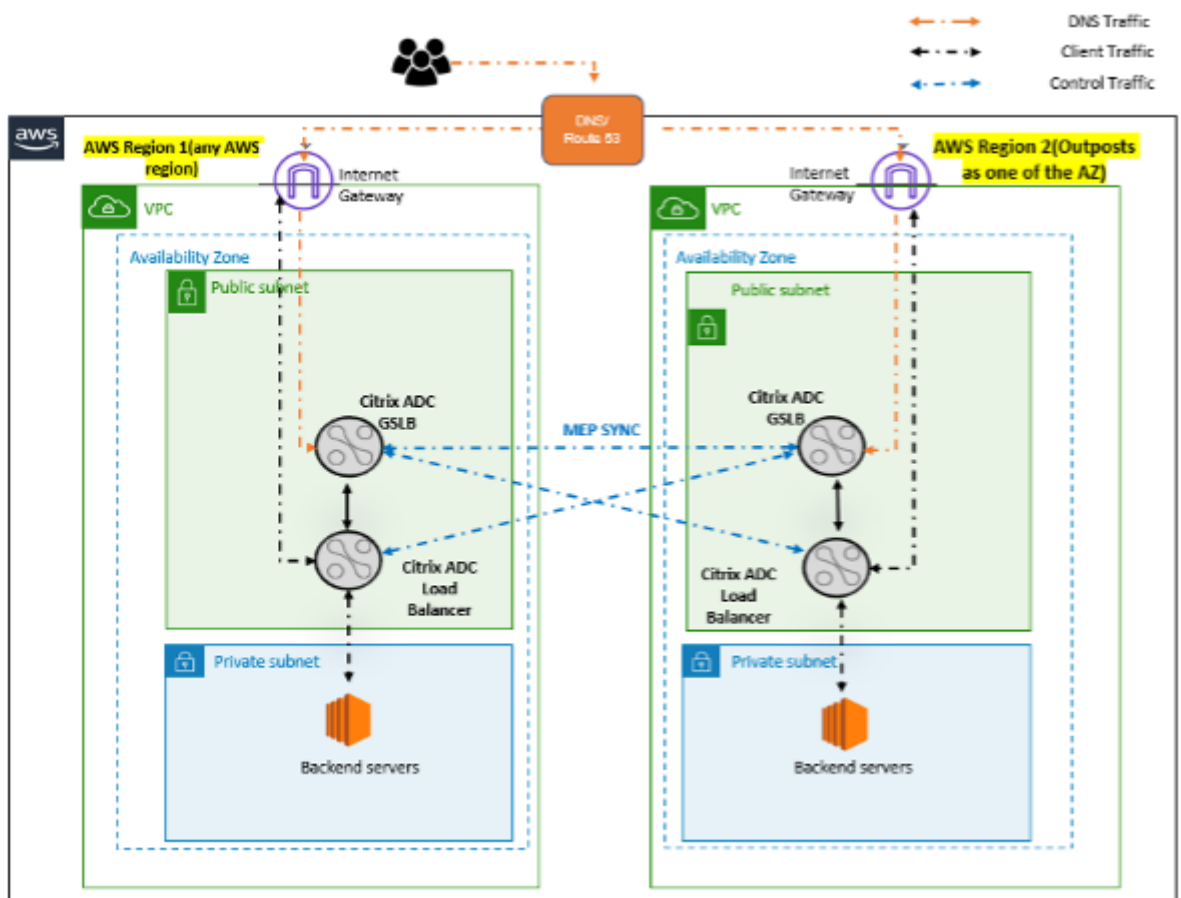 DNS Traffic
Client Traffic
Control Traffic
aws
DNS/
Route 53
AWS Region 1(any AWS
region)
Internet
Gateway
VPC
Availability Zone
Public subnet
Citrix ADC
GSLB
Citrix ADC
Load
Balancer
Private subnet
Backend servers
MEP SYNC
AWS Region 2(Outposts
as one of the AZ)
Internet
Gateway
VPC
Availability Zone
Public subnet
Citrix ADC
GSLB
Citrix ADC
Load
Balancer
Private subnet
Backend servers